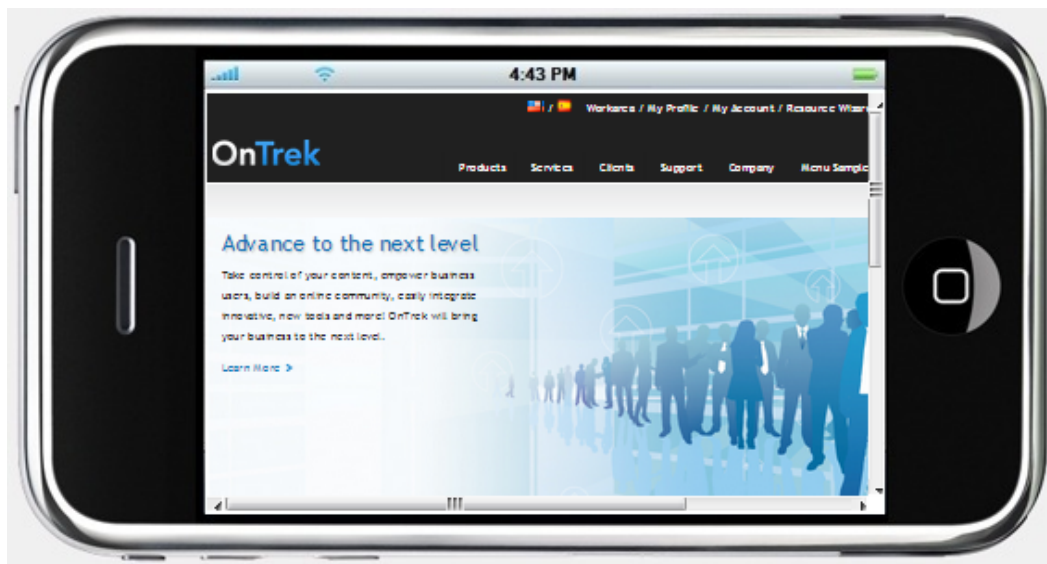 4:43 PM
/ Workarea / My Profile / My Account / Resource Wizar
OnTrek
Products Services Clients Support Company Menu Sample
Advance to the next level
Take control of your content, empower business
users, build an online community, easily integrate
innovative, new tools and more! OnTrek will bring
your business to the next level.
Learn More >